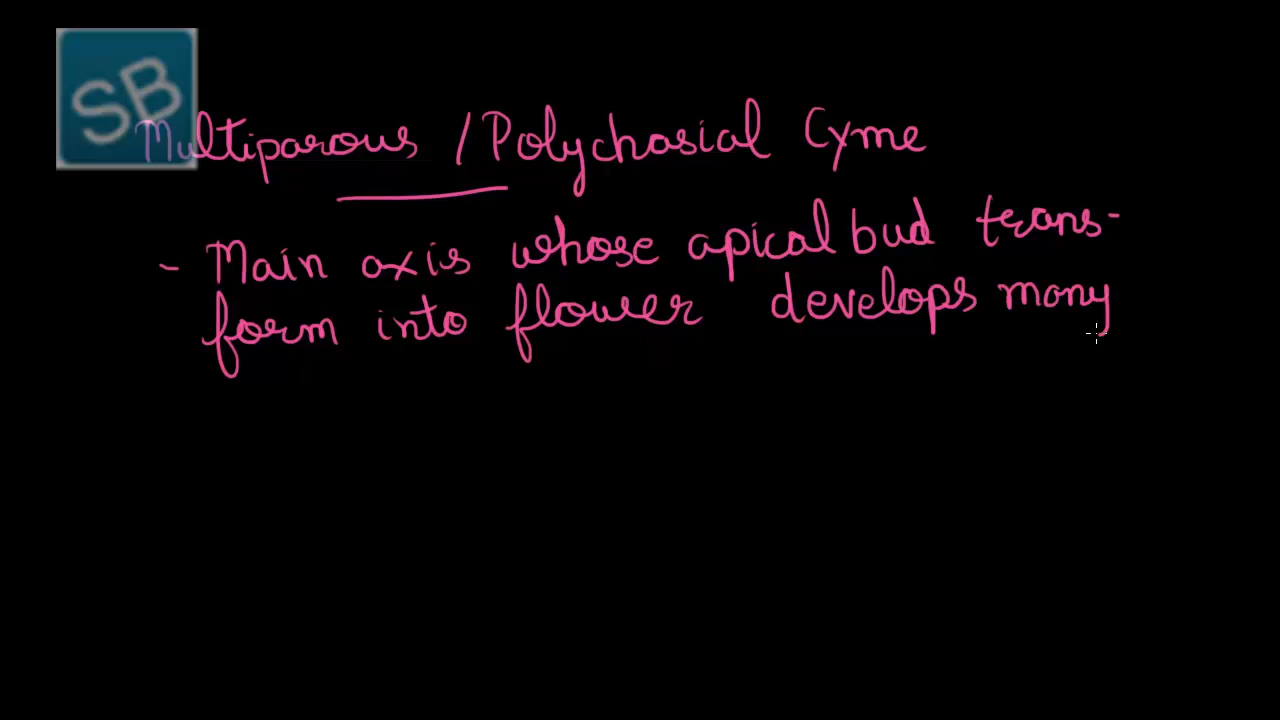 SB
Multiparous / Polychasial Cyme
- Main axis whose apical bud trans-
form into flower develops many